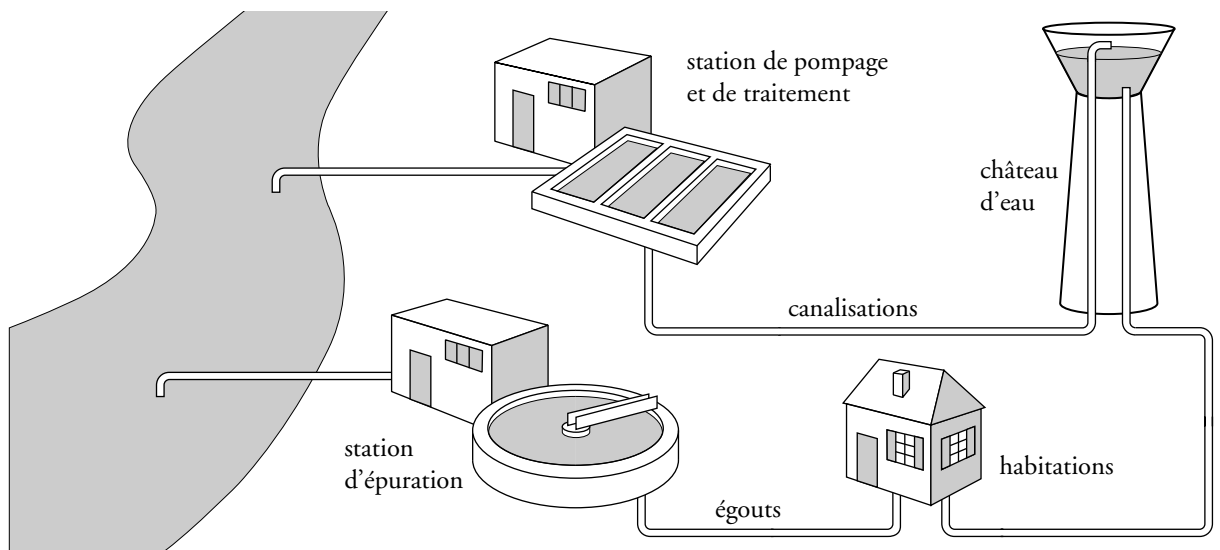 station de pompage
et de traitement
château
d’eau
canalisations
station
d’épuration
habitations
égouts